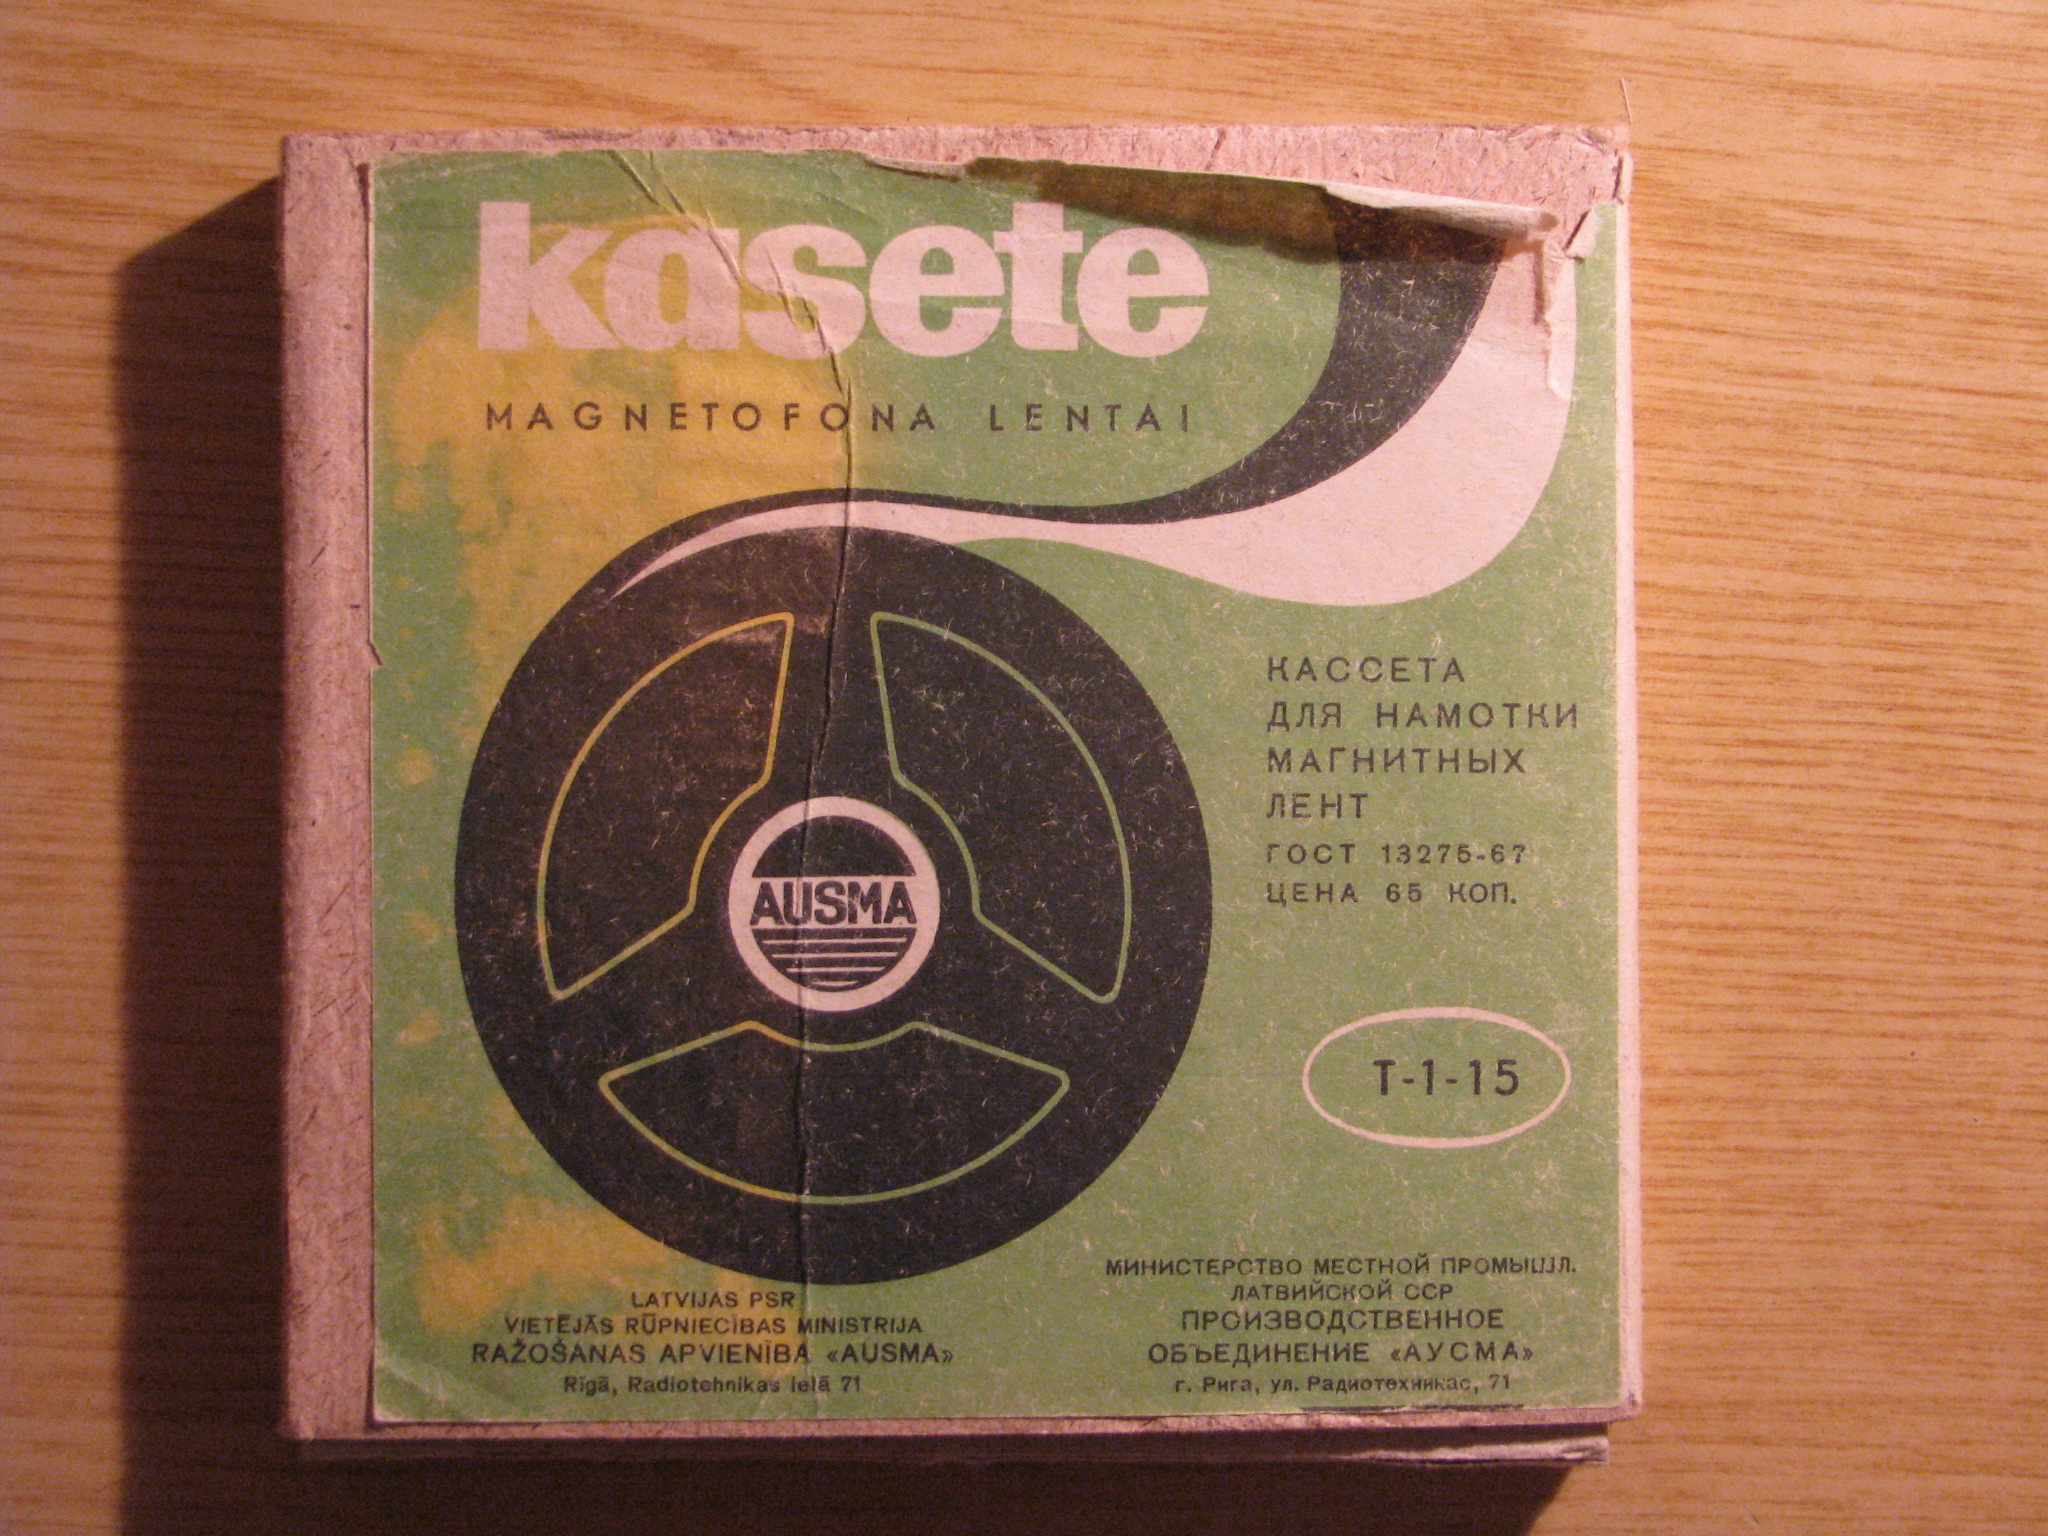 kasete
MAGNETOFONA LENTAI
КАССЕТА
ДЛЯ НАМОТКИ
МАГНИТНЫХ
ЛЕНТ
ГОСТ 13275-67
ЦЕНА 65 КОП.
AUSMA
Т-1-15
LATVIJAS PSR
VIETĒJĀS RŪPNIECĪBAS MINISTRIJA
RAŽOŠANAS APVIENĪBA «AUSMA»
Rīgā, Radiotehnikas ielā 71
МИНИСТЕРСТВО МЕСТНОЙ ПРОМЫШЛ.
ЛАТВИЙСКОЙ ССР
ПРОИЗВОДСТВЕННОЕ
ОБЪЕДИНЕНИЕ «АУСМА»
г. Рига, ул. Радиотехникас, 71